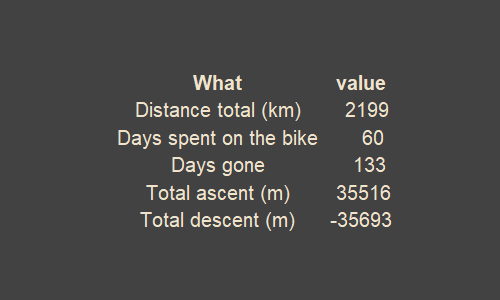 What value
Distance total (km) 2199
Days spent on the bike 60
Days gone 133
Total ascent (m) 35516
Total descent (m) -35693